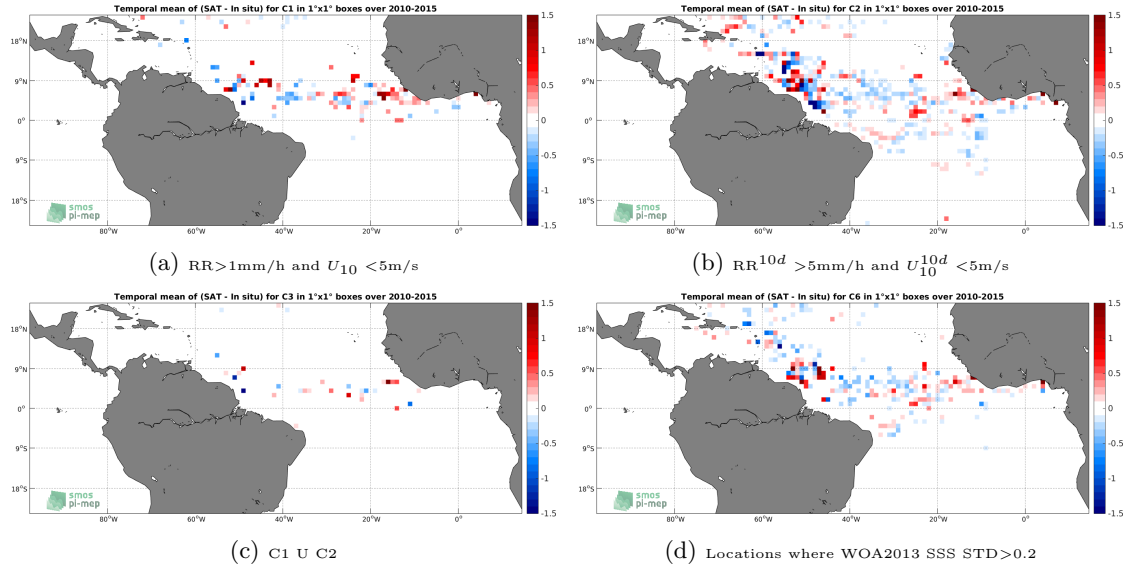 Temporal mean of (SAT - In situ) for C1 in 1°x1° boxes over 2010-2015
18°N
9°N
0°
9°S
18°S
80°W 60°W 40°W 20°W 0°
1.5
1
0.5
0
-0.5
-1
-1.5
smos
pi-mep
(a) RR>1mm/h and U10 <5m/s
Temporal mean of (SAT - In situ) for C2 in 1°x1° boxes over 2010-2015
18°N
9°N
0°
9°S
18°S
80°W 60°W 40°W 20°W 0°
1.5
1
0.5
0
-0.5
-1
-1.5
smos
pi-mep
(b) RR10d >5mm/h and U10d10 <5m/s
Temporal mean of (SAT - In situ) for C3 in 1°x1° boxes over 2010-2015
18°N
9°N
0°
9°S
18°S
80°W 60°W 40°W 20°W 0°
1.5
1
0.5
0
-0.5
-1
-1.5
smos
pi-mep
(c) C1 U C2
Temporal mean of (SAT - In situ) for C6 in 1°x1° boxes over 2010-2015
18°N
9°N
0°
9°S
18°S
80°W 60°W 40°W 20°W 0°
1.5
1
0.5
0
-0.5
-1
-1.5
smos
pi-mep
(d) Locations where WOA2013 SSS STD>0.2